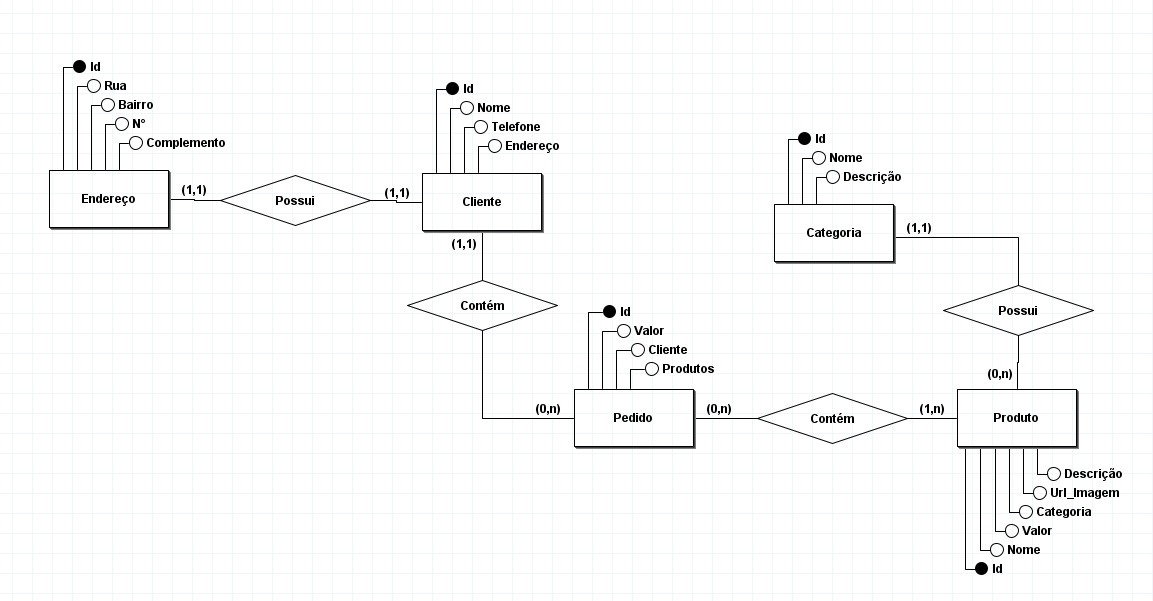 Id
Rua
Bairro
N°
Complemento
Endereço
(1,1)
Possui
(1,1)
Id
Nome
Telefone
Endereço
Cliente
(1,1)
Contém
(0,n)
Id
Valor
Cliente
Produtos
Pedido
(0,n)
Contém
(1,n)
Id
Nome
Descrição
Categoria
(1,1)
Possui
(0,n)
Produto
Descrição
Url_Imagem
Categoria
Valor
Nome
Id